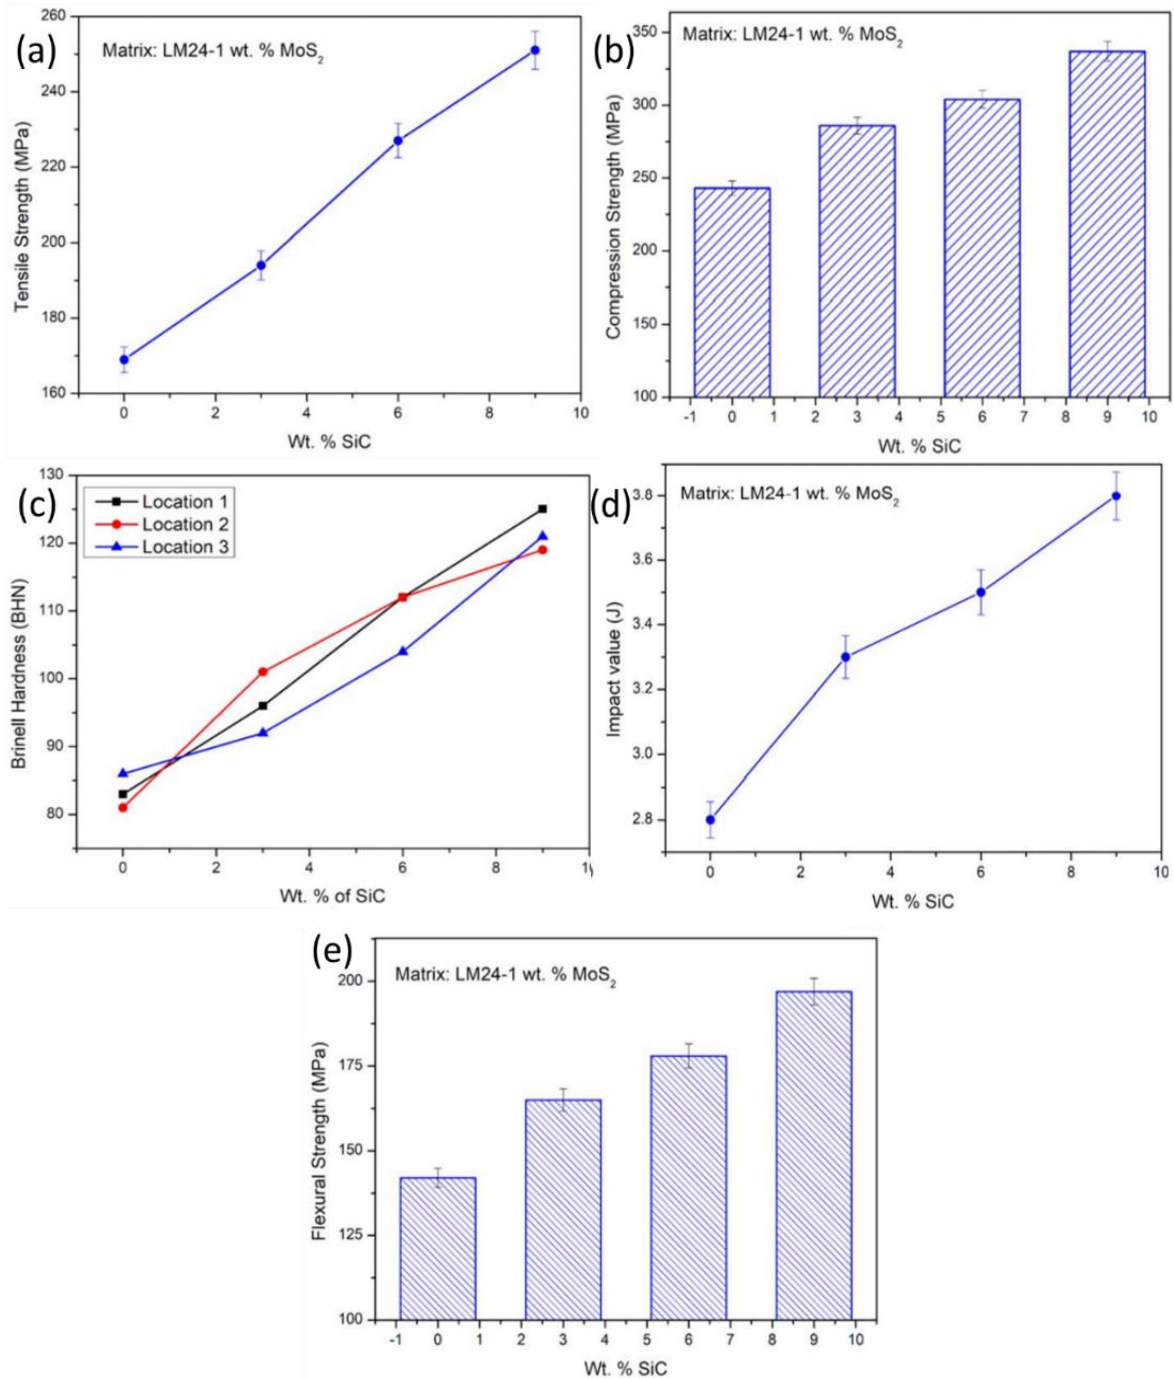 (a)
Matrix: LM24-1 wt. % MoS₂
Tensile Strength (MPa)
260
240
220
200
180
160
0 2 4 6 8 10
Wt. % SiC
(b)
Matrix: LM24-1 wt. % MoS₂
Compression Strength (MPa)
350
300
250
200
150
100
-1 0 1 2 3 4 5 6 7 8 9 10
Wt. % SiC
(c)
Location 1
Location 2
Location 3
Brinell Hardness (BHN)
130
120
110
100
90
80
0 2 4 6 8
Wt. % of SiC
(d)
Matrix: LM24-1 wt. % MoS₂
Impact value (J)
3.8
3.6
3.4
3.2
3.0
2.8
0 2 4 6 8 10
Wt. % SiC
(e)
Matrix: LM24-1 wt. % MoS₂
Flexural Strength (MPa)
200
175
150
125
100
-1 0 1 2 3 4 5 6 7 8 9 10
Wt. % SiC